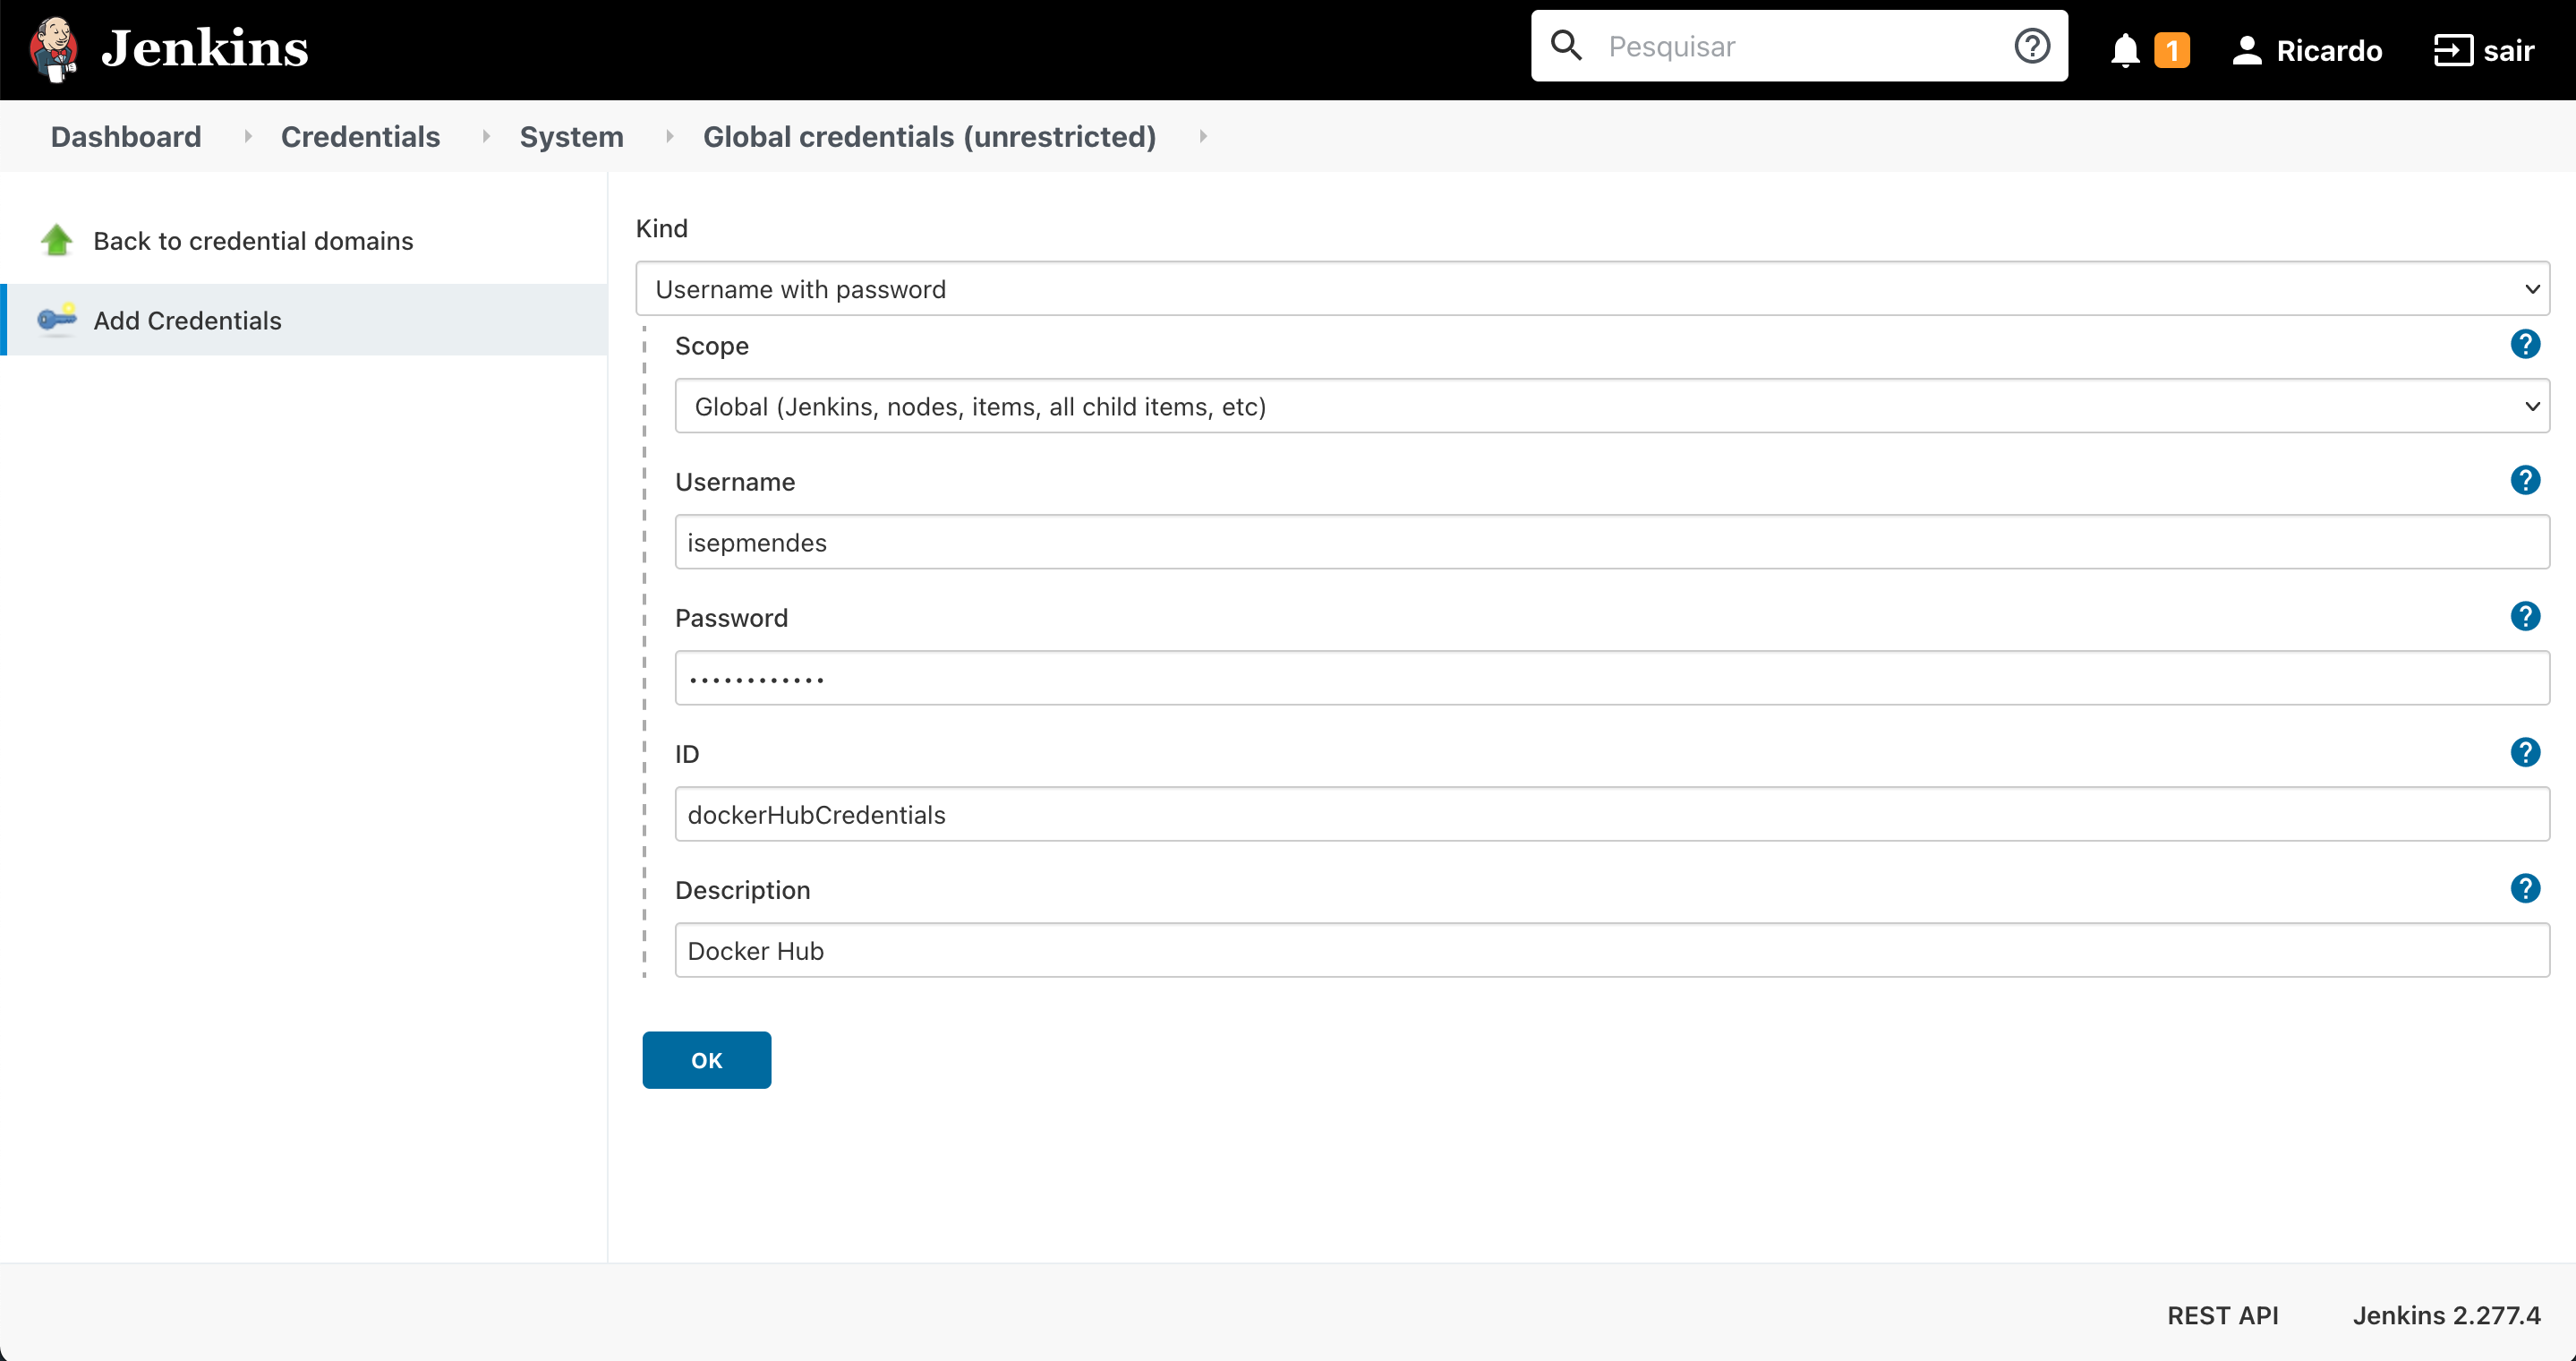 Jenkins
Pesquisar
1
Ricardo
sair
Dashboard Credentials System Global credentials (unrestricted)
Back to credential domains
Add Credentials
Kind
Username with password
Scope
Global (Jenkins, nodes, items, all child items, etc)
Username
isepmendes
Password
••••••••••••
ID
dockerHubCredentials
Description
Docker Hub
OK
REST API Jenkins 2.277.4